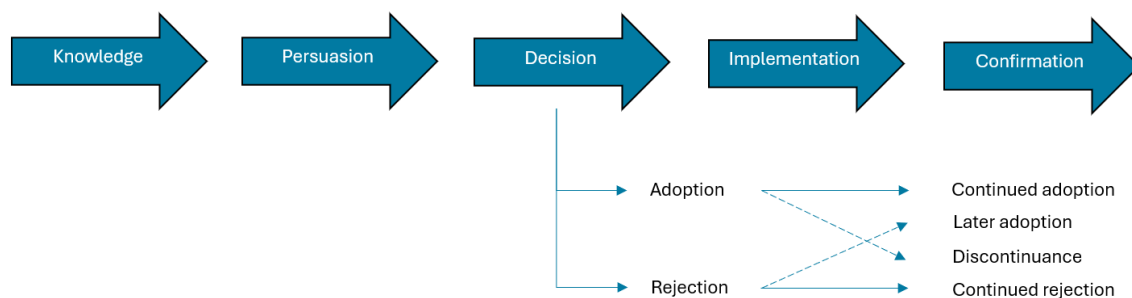 Knowledge
Persuasion
Decision
Implementation
Confirmation
Adoption
Continued adoption
Later adoption
Discontinuance
Rejection
Continued rejection